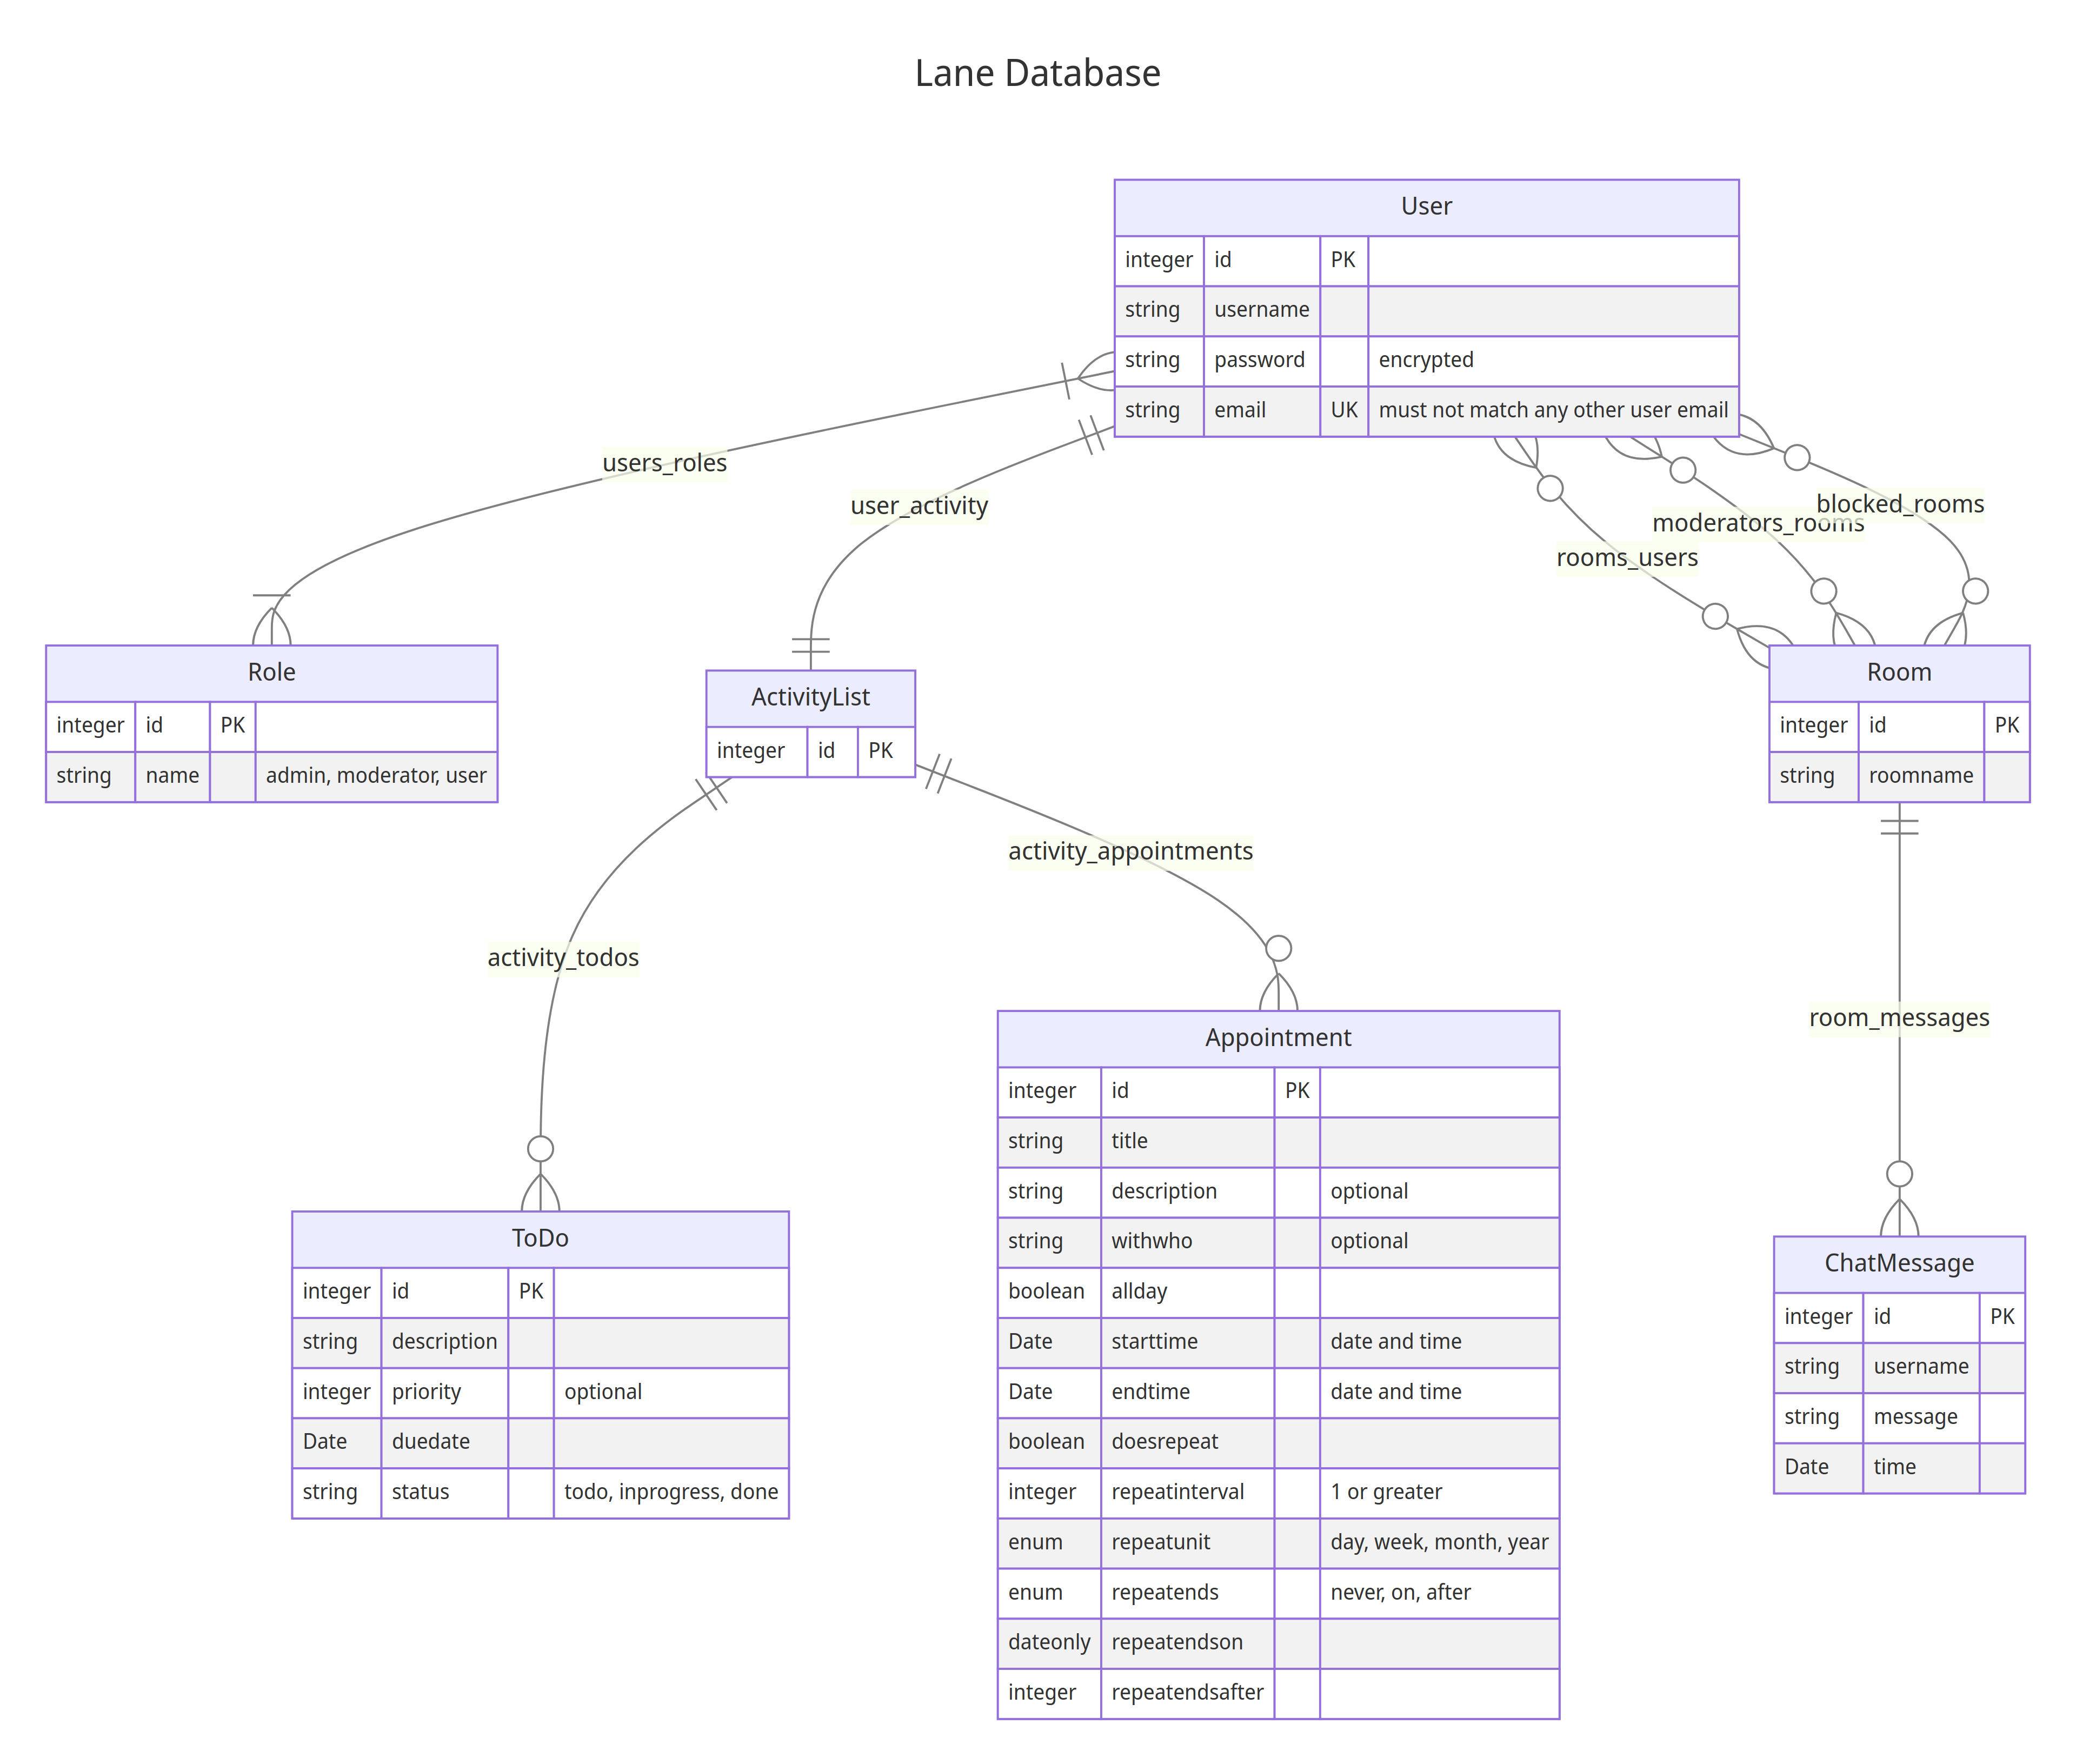 Lane Database
User
integer id PK
string username
string password encrypted
string email UK must not match any other user email
users_roles
user_activity
blocked_rooms
moderators_rooms
rooms_users
Role
integer id PK
string name admin, moderator, user
ActivityList
integer id PK
Room
integer id PK
string roomname
activity_appointments
activity_todos
room_messages
Appointment
integer id PK
string title
string description optional
string withwho optional
boolean allday
Date starttime date and time
Date endtime date and time
boolean doesrepeat
integer repeatinterval 1 or greater
enum repeatunit day, week, month, year
enum repeatends never, on, after
dateonly repeatendson
integer repeatendsafter
ToDo
integer id PK
string description
integer priority optional
Date duedate
string status todo, inprogress, done
ChatMessage
integer id PK
string username
string message
Date time